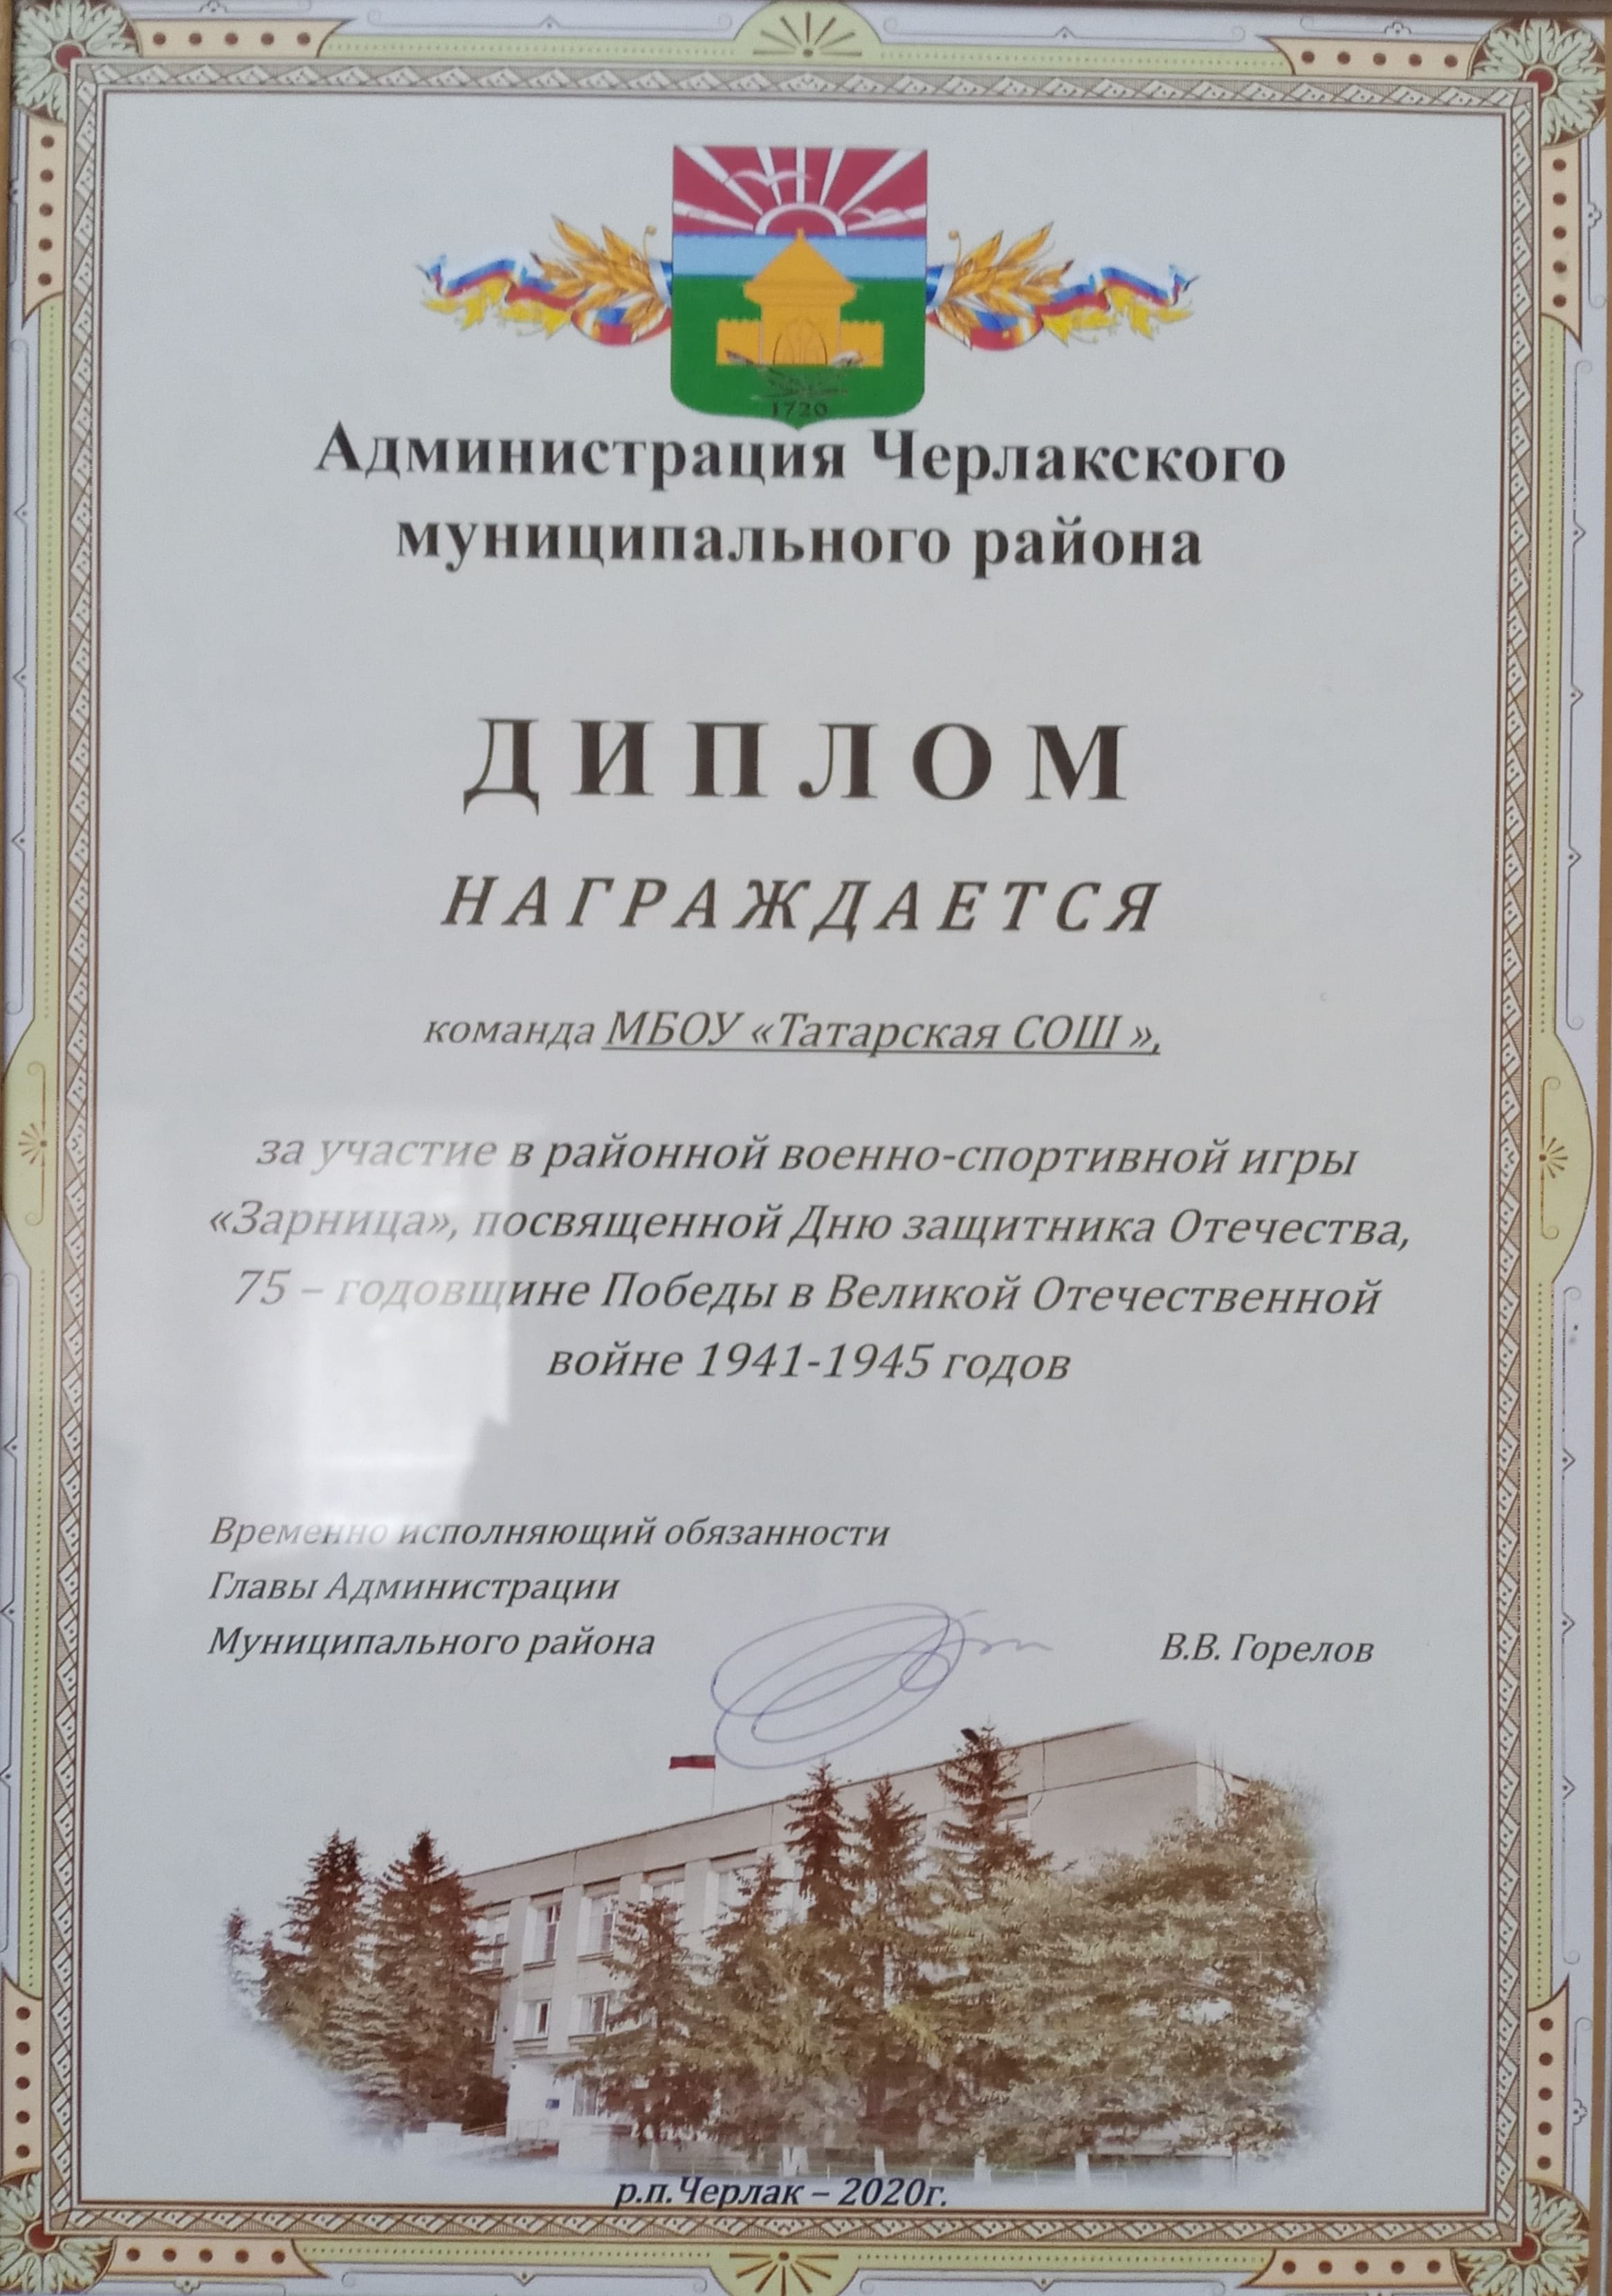 1720
Администрация Черлакского
муниципального района
ДИПЛОМ
НАГРАЖДАЕТСЯ
команда МБОУ «Татарская СОШ »,
за участие в районной военно-спортивной игры
«Зарница», посвященной Дню защитника Отечества,
75 – годовщине Победы в Великой Отечественной
войне 1941-1945 годов
Временно исполняющий обязанности
Главы Администрации
Муниципального района В.В. Горелов
р.п.Черлак – 2020г.